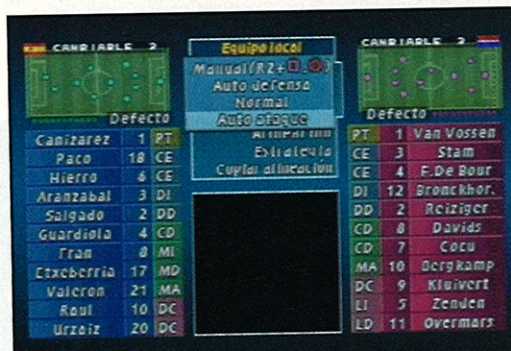 CAMBIABLE 2
Defecto
Canizarez 1 PT
Paco 18 CE
Hierro 6 CE
Aranzabal 3 DI
Salgado 2 DD
Guardiola 4 CD
Fran 8 MI
Etxeberria 17 MD
Valeron 21 MA
Raul 10 DC
Urzaiz 20 DC
Equipo local
Manual(R2+□,○)
Auto defensa
Normal
Auto ataque
Alineación
Estrategia
Copiar alineación
CAMBIABLE 2
Defecto
PT 1 Van Vossen
CE 3 Stam
CE 4 F.De Bour
DI 12 Bronckhor.
DD 2 Reiziger
CD 8 Davids
CD 7 Cocu
MA 10 Bergkamp
DC 9 Kluivert
LI 5 Zenden
LD 11 Overmars